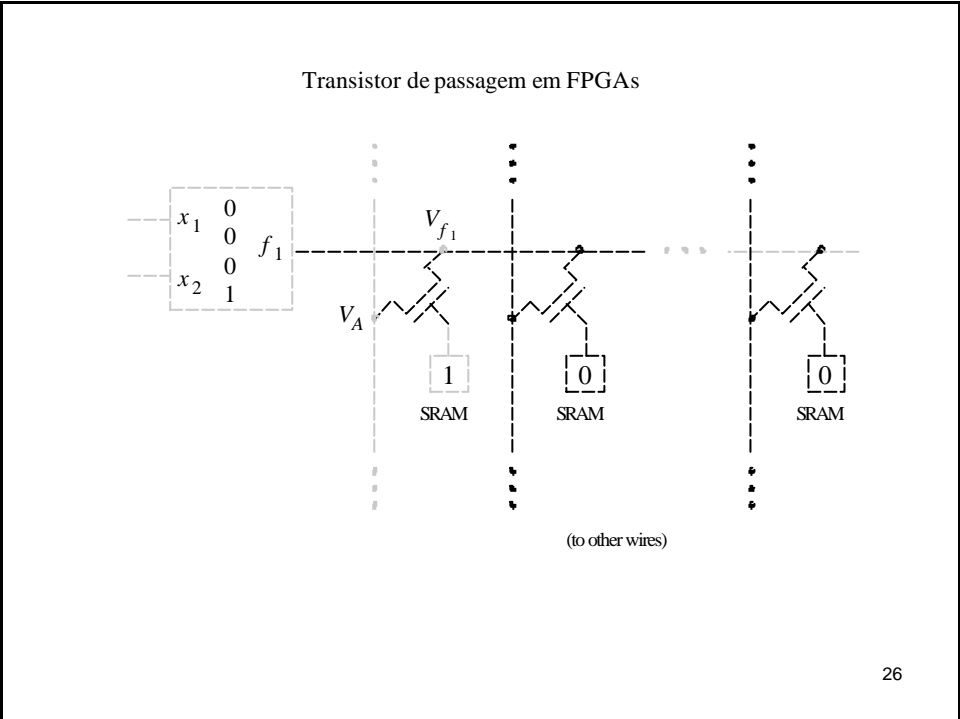 Transistor de passagem em FPGAs
x1 0
0
f1
0
x2 1
Vf1
VA
1 0 0
SRAM SRAM SRAM
(to other wires)
26